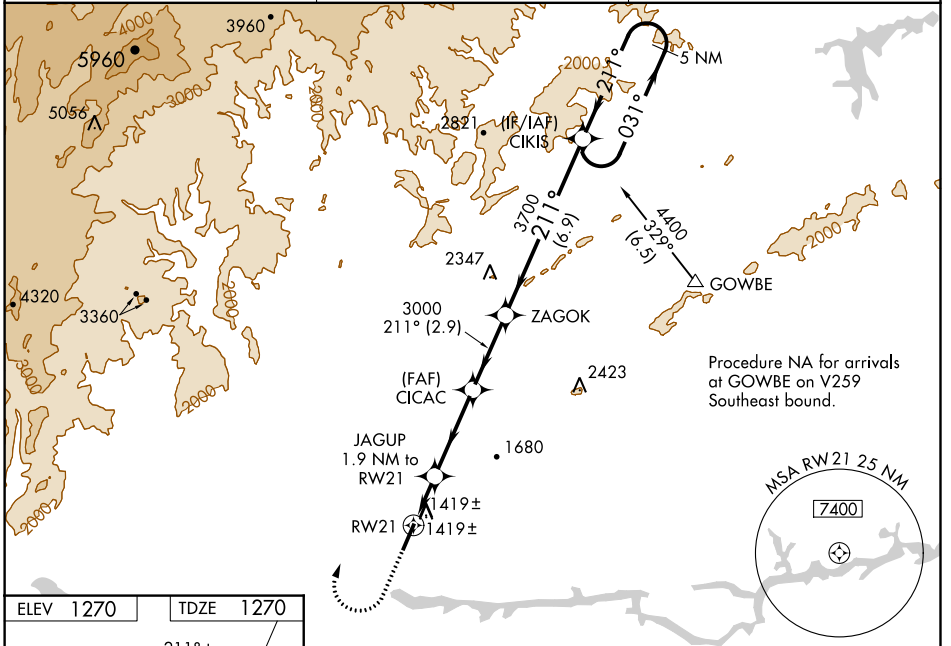 3960
4000
5960
3000
5056
2000
2821
(IF/IAF)
CIKIS
2000
211°
031°
5 NM
3700
211°
(6.9)
4400
329°
(6.5)
2000
GOWBE
2347
ZAGOK
4320
3360
2000
3000
3000
211° (2.9)
(FAF)
CICAC
2423
2000
Procedure NA for arrivals
at GOWBE on V259
Southeast bound.
JAGUP
1.9 NM to
RW21
1680
1419±
RW21
1419±
2000
MSA RW21 25 NM
7400
ELEV 1270
TDZE 1270